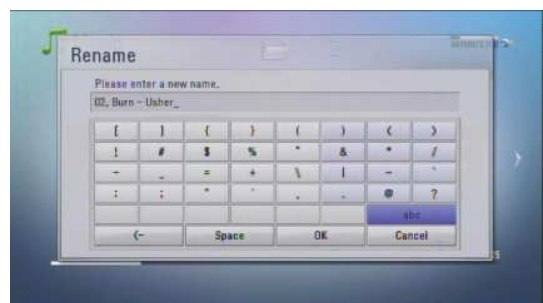 Rename
Please enter a new name.
02. Burn - Usher_
[ ] { } ( ) < >
! # $ % " & * /
- _ = + \ | ~ ^
: ; @ ?
abc
<- Space OK Cancel